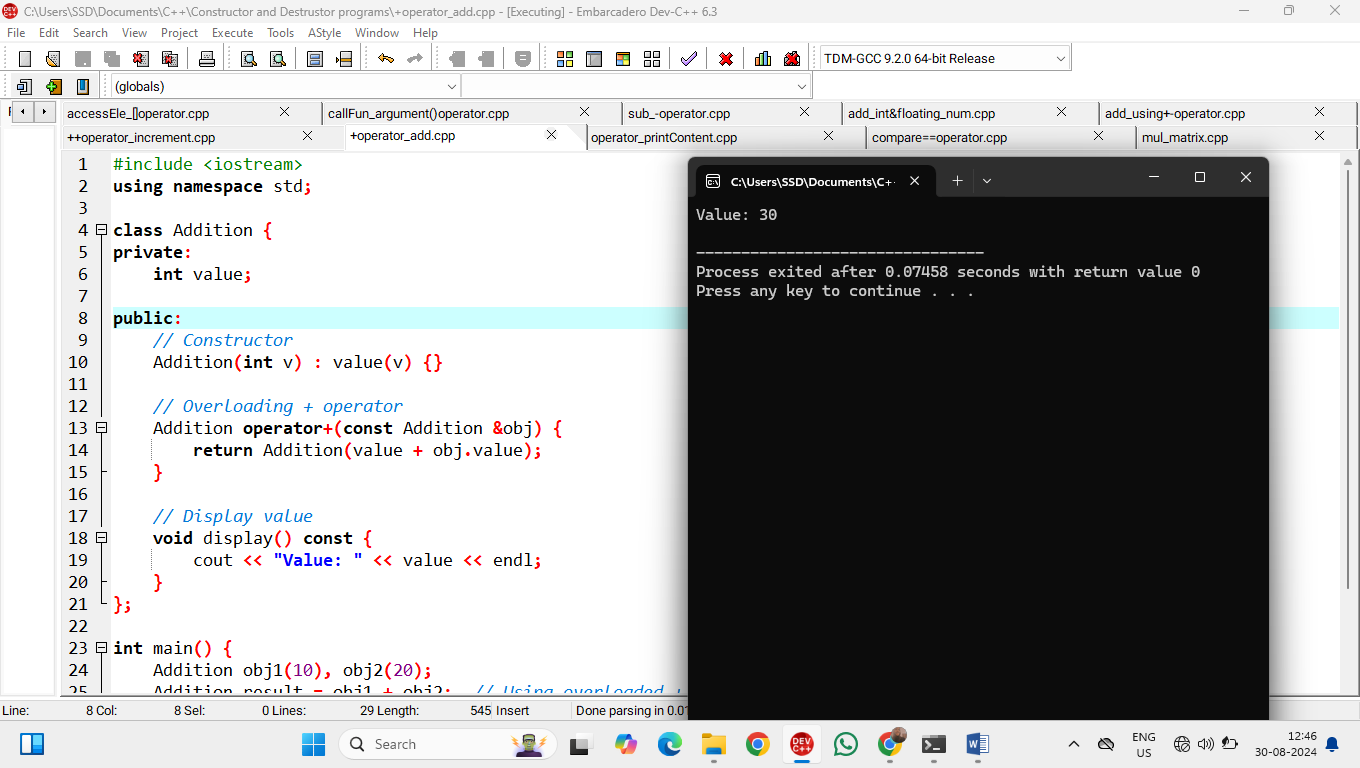 C:\Users\SSD\Documents\C++\Constructor and Destrustor programs\+operator_add.cpp - [Executing] - Embarcadero Dev-C++ 6.3
File Edit Search View Project Execute Tools AStyle Window Help
TDM-GCC 9.2.0 64-bit Release
(globals)
accessEle_[]operator.cpp callFun_argument()operator.cpp sub_-operator.cpp add_int&floating_num.cpp add_using+-operator.cpp
++operator_increment.cpp +operator_add.cpp operator_printContent.cpp compare==operator.cpp mul_matrix.cpp
1 #include <iostream>
2 using namespace std;
3
4 class Addition {
5 private:
6 int value;
7
8 public:
9 // Constructor
10 Addition(int v) : value(v) {}
11
12 // Overloading + operator
13 Addition operator+(const Addition &obj) {
14 return Addition(value + obj.value);
15 }
16
17 // Display value
18 void display() const {
19 cout << "Value: " << value << endl;
20 }
21 };
22
23 int main() {
24 Addition obj1(10), obj2(20);
25 Addition result = obj1 + obj2; // Using overloaded +
C:\Users\SSD\Documents\C+
Value: 30
--------------------------------
Process exited after 0.07458 seconds with return value 0
Press any key to continue . . .
Line: 8 Col: 8 Sel: 0 Lines: 29 Length: 545 Insert Done parsing in 0.01
Search
DEV C++
ENG
US
12:46
30-08-2024